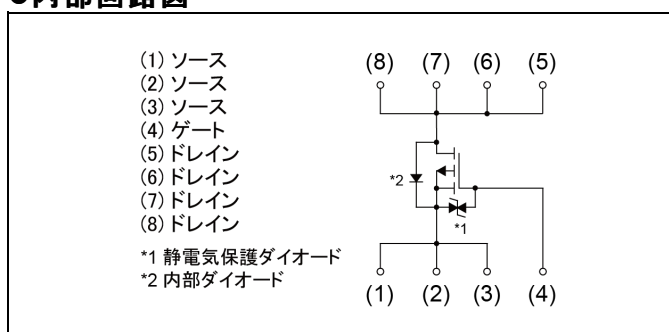 ●内部回路図
(1) ソース
(2) ソース
(3) ソース
(4) ゲート
(5) ドレイン
(6) ドレイン
(7) ドレイン
(8) ドレイン
*1 静電気保護ダイオード
*2 内部ダイオード
(8) (7) (6) (5)
*2
*1
(1) (2) (3) (4)